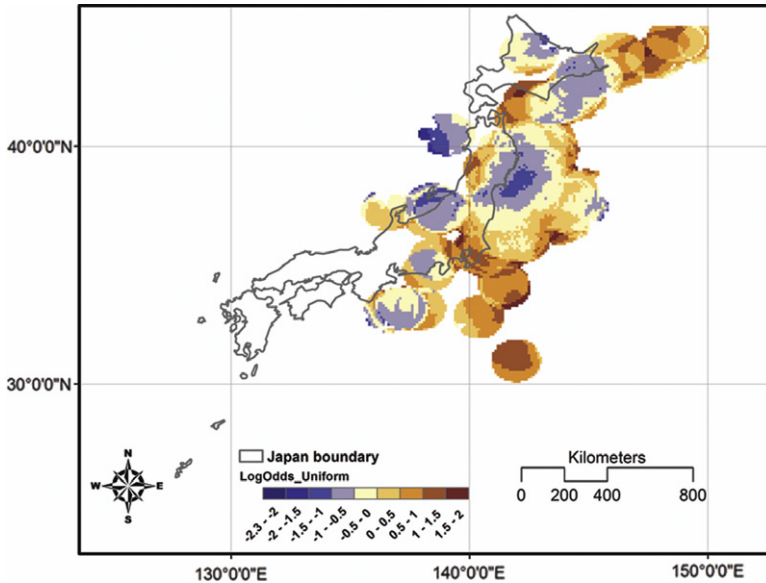 40°0'0"N
30°0'0"N
N
W E
S
Japan boundary
LogOdds_Uniform
-2.3 - -2
-2 - -1.5
-1.5 - -1
-1 - -0.5
-0.5 - 0
0 - 0.5
0.5 - 1
1 - 1.5
1.5 - 2
Kilometers
0 200 400 800
130°0'0"E 140°0'0"E 150°0'0"E